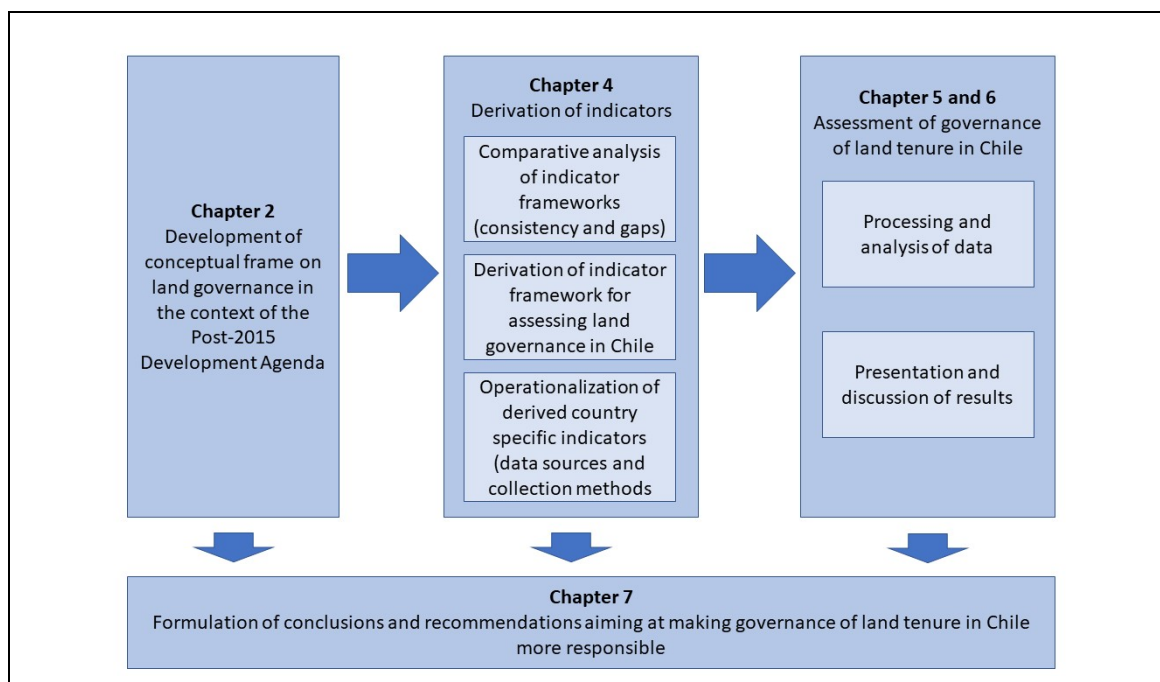 Chapter 2
Development of
conceptual frame on
land governance in
the context of the
Post-2015
Development Agenda
Chapter 4
Derivation of indicators
Comparative analysis
of indicator
frameworks
(consistency and gaps)
Derivation of indicator
framework for
assessing land
governance in Chile
Operationalization of
derived country
specific indicators
(data sources and
collection methods
Chapter 5 and 6
Assessment of governance
of land tenure in Chile
Processing and
analysis of data
Presentation and
discussion of results
Chapter 7
Formulation of conclusions and recommendations aiming at making governance of land tenure in Chile
more responsible